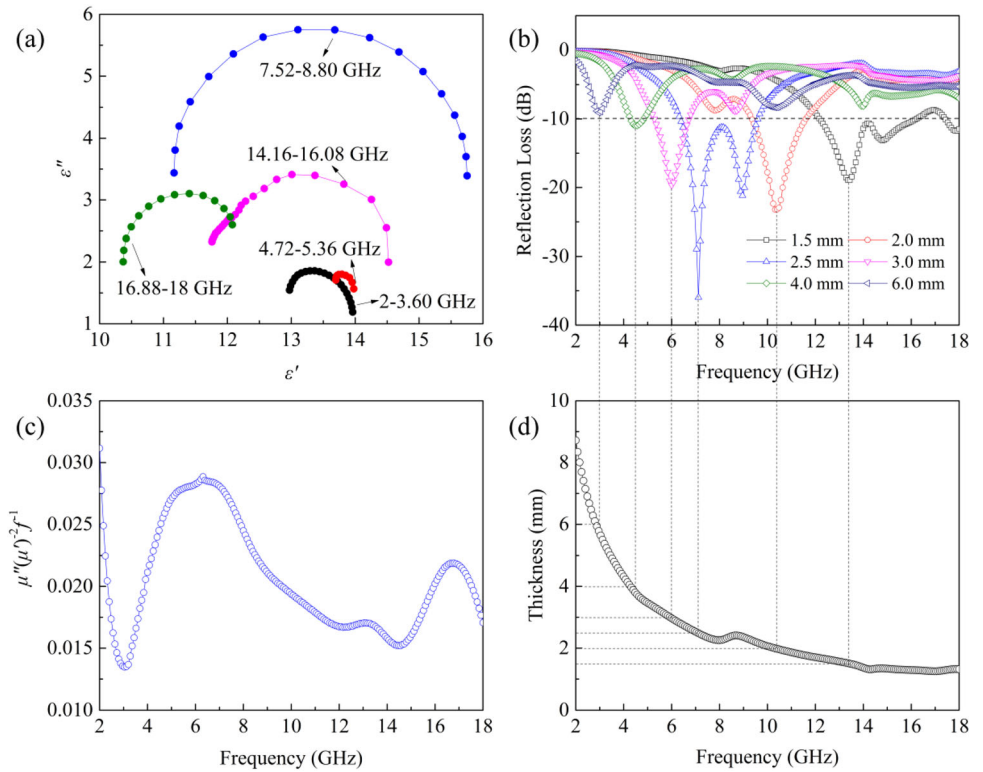 (a)
ε″
6
5
4
3
2
1
7.52-8.80 GHz
14.16-16.08 GHz
4.72-5.36 GHz
16.88-18 GHz
2-3.60 GHz
10 11 12 13 14 15 16
ε′
(b)
Reflection Loss (dB)
0
-10
-20
-30
-40
1.5 mm 2.0 mm
2.5 mm 3.0 mm
4.0 mm 6.0 mm
2 4 6 8 10 12 14 16 18
Frequency (GHz)
(c)
μ″(μ′)⁻²f⁻¹
0.035
0.030
0.025
0.020
0.015
0.010
2 4 6 8 10 12 14 16 18
Frequency (GHz)
(d)
Thickness (mm)
10
8
6
4
2
0
2 4 6 8 10 12 14 16 18
Frequency (GHz)